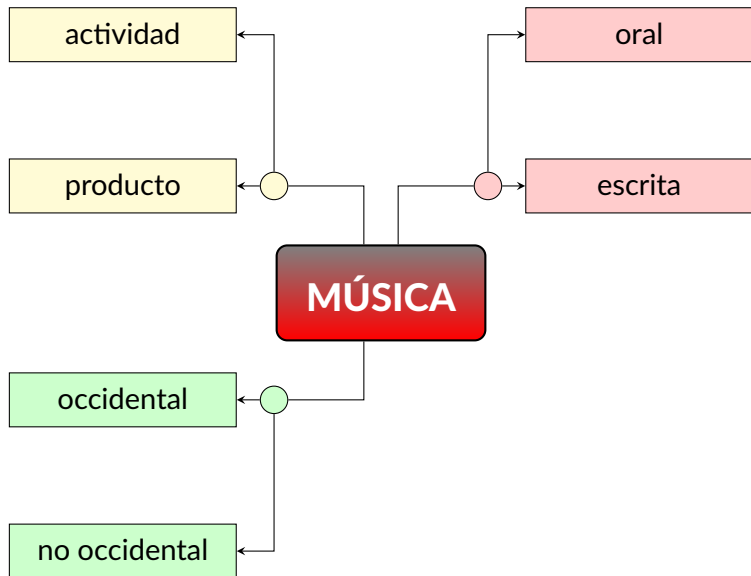 actividad
oral
producto
escrita
MÚSICA
occidental
no occidental